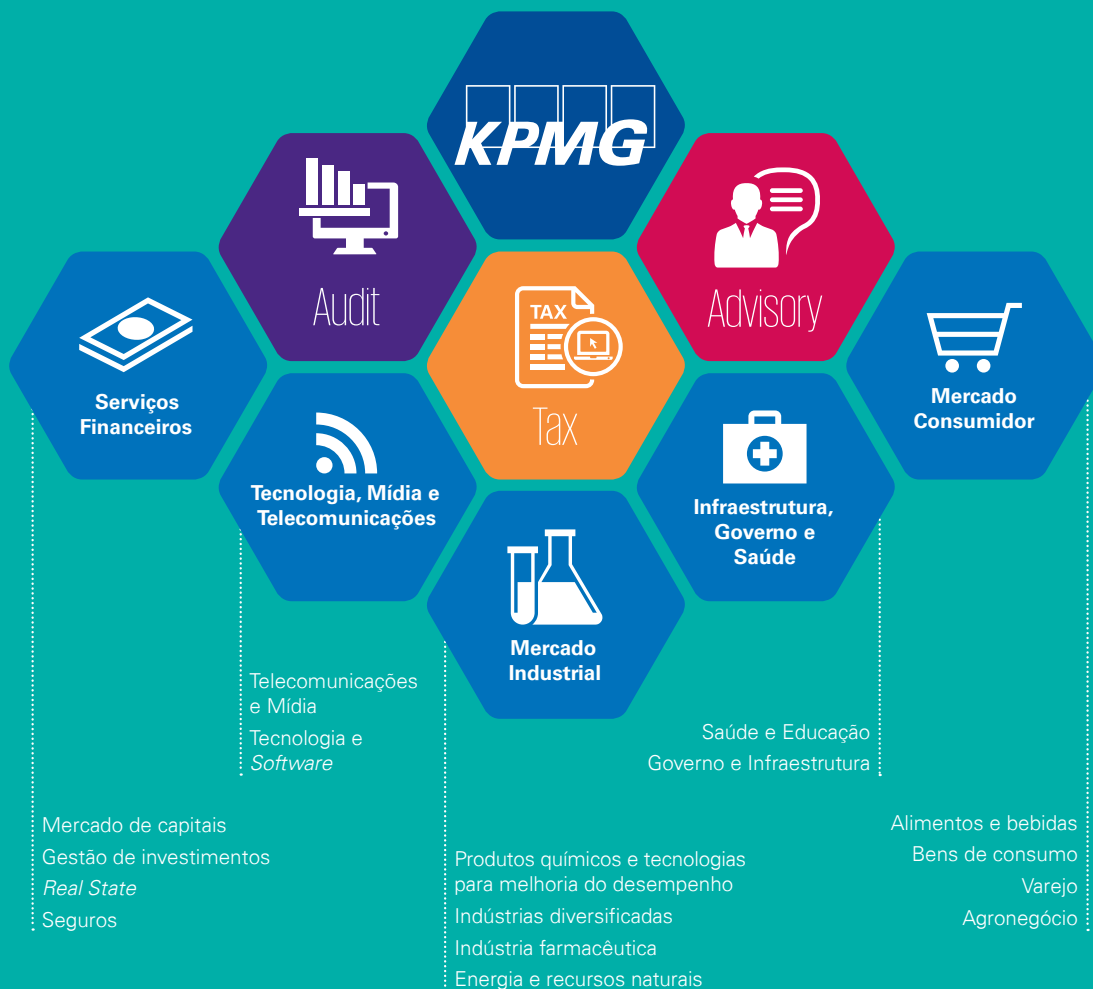 KPMG
Audit
Advisory
TAX
Tax
Serviços
Financeiros
Tecnologia, Mídia e
Telecomunicações
Mercado
Industrial
Infraestrutura,
Governo e
Saúde
Mercado
Consumidor
Telecomunicações
e Mídia
Tecnologia e
Software
Saúde e Educação
Governo e Infraestrutura
Mercado de capitais
Gestão de investimentos
Real State
Seguros
Produtos químicos e tecnologias
para melhoria do desempenho
Indústrias diversificadas
Indústria farmacêutica
Energia e recursos naturais
Alimentos e bebidas
Bens de consumo
Varejo
Agronegócio